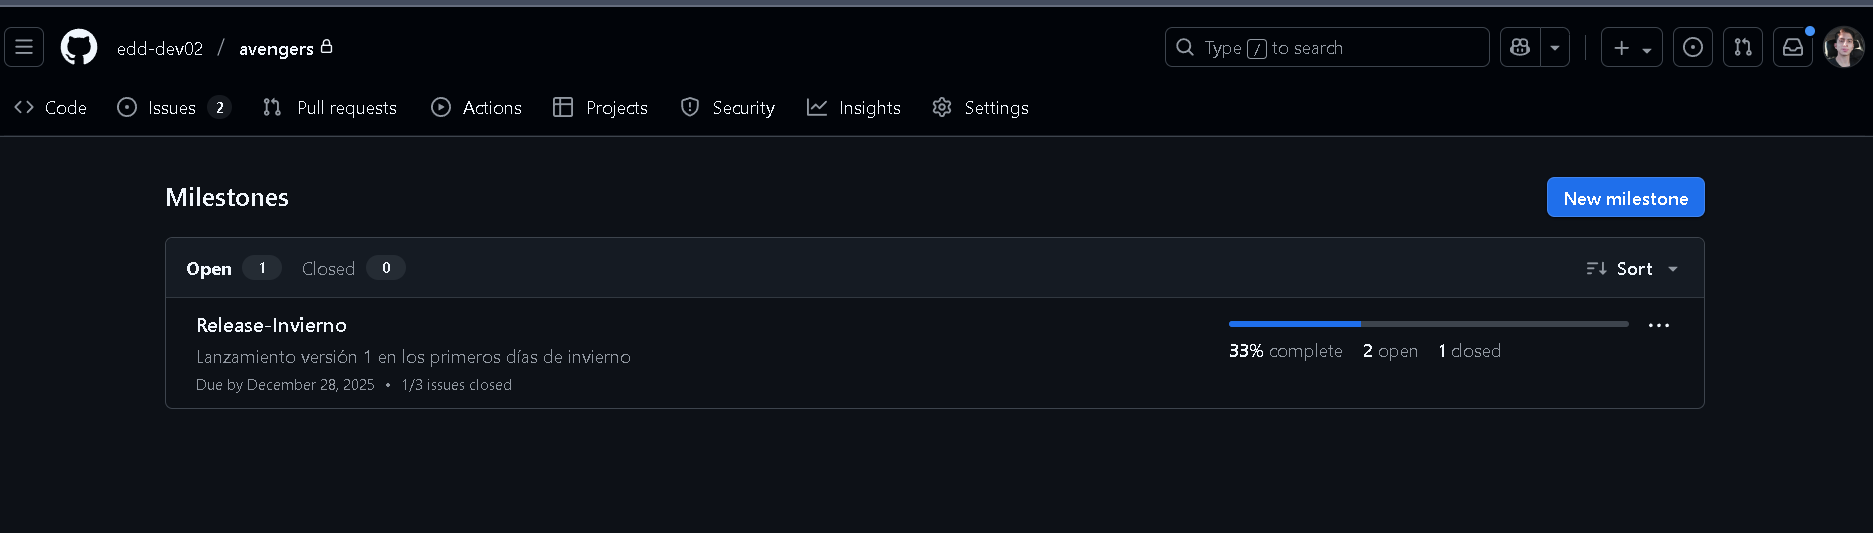 edd-dev02 / avengers
Type / to search
Code Issues 2 Pull requests Actions Projects Security Insights Settings
Milestones
New milestone
Open 1 Closed 0
Sort
Release-Invierno
Lanzamiento versión 1 en los primeros días de invierno
Due by December 28, 2025 • 1/3 issues closed
33% complete 2 open 1 closed